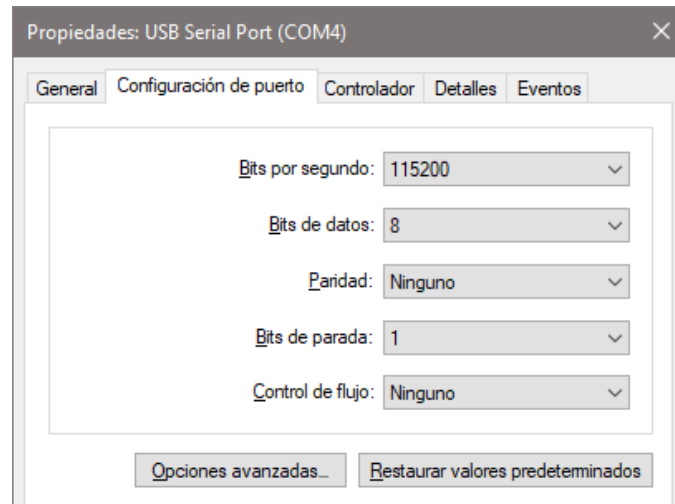 Propiedades: USB Serial Port (COM4)
General Configuración de puerto Controlador Detalles Eventos
Bits por segundo: 115200
Bits de datos: 8
Paridad: Ninguno
Bits de parada: 1
Control de flujo: Ninguno
Opciones avanzadas... Restaurar valores predeterminados